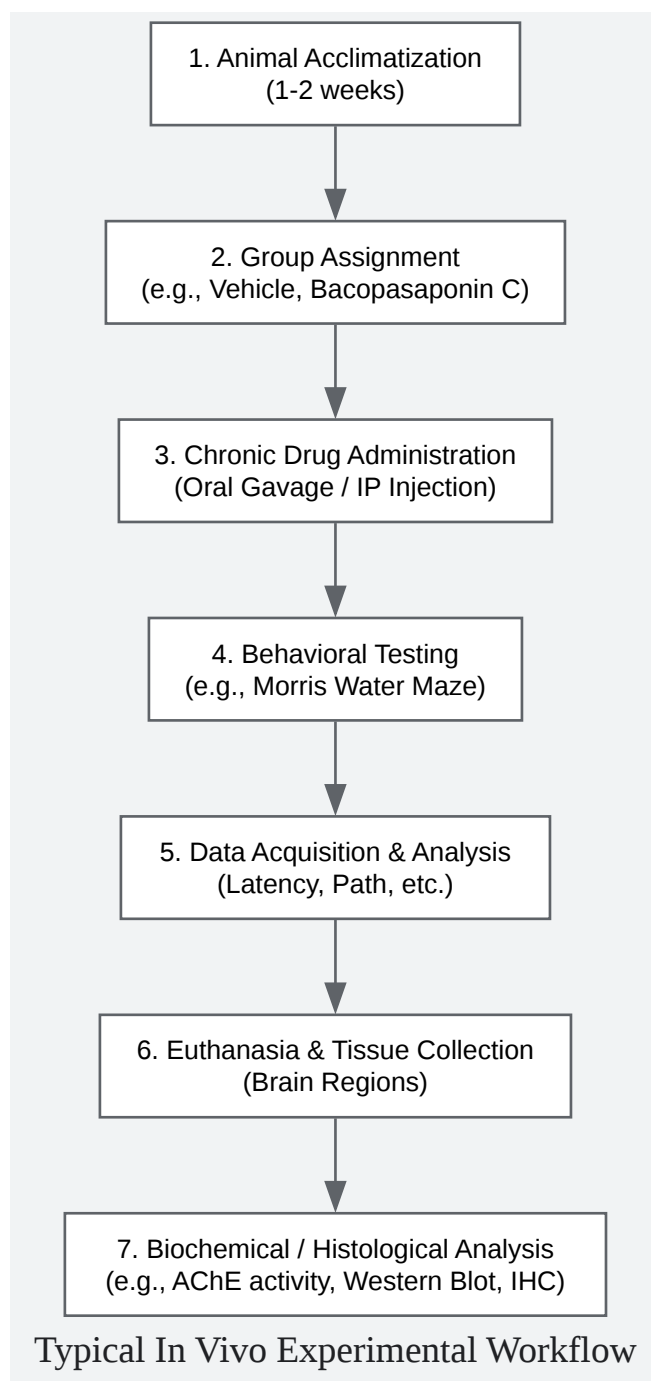 1. Animal Acclimatization
(1-2 weeks)
2. Group Assignment
(e.g., Vehicle, Bacopasaponin C)
3. Chronic Drug Administration
(Oral Gavage / IP Injection)
4. Behavioral Testing
(e.g., Morris Water Maze)
5. Data Acquisition & Analysis
(Latency, Path, etc.)
6. Euthanasia & Tissue Collection
(Brain Regions)
7. Biochemical / Histological Analysis
(e.g., AChE activity, Western Blot, IHC)
Typical In Vivo Experimental Workflow